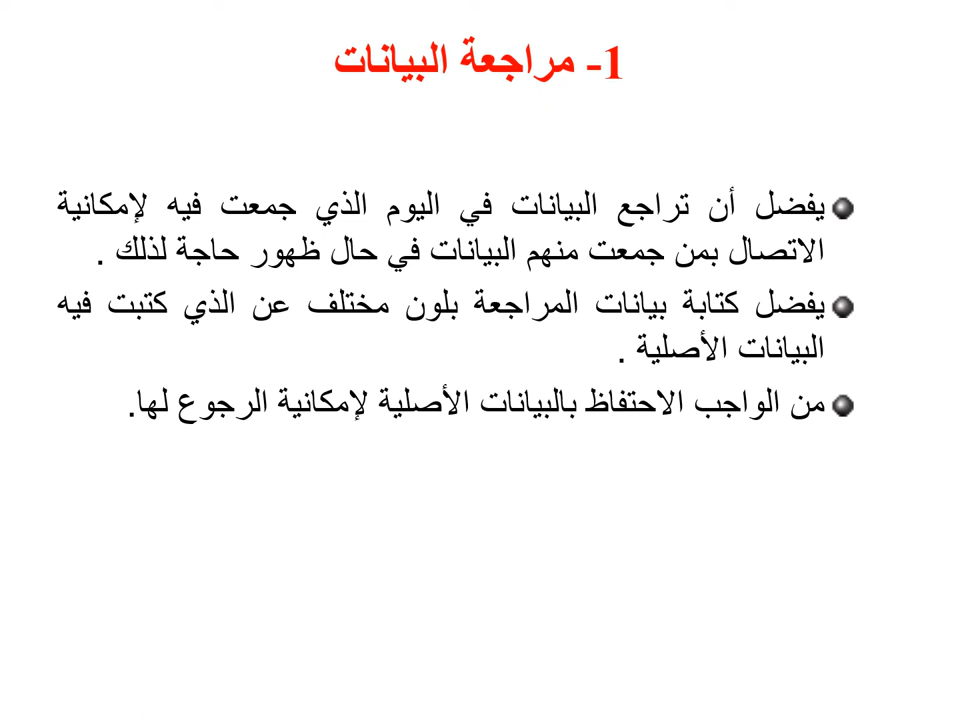 1- مراجعة البيانات
يفضل أن تراجع البيانات في اليوم الذي جمعت فيه لإمكانية
الاتصال بمن جمعت منهم البيانات في حال ظهور حاجة لذلك .
يفضل كتابة بيانات المراجعة بلون مختلف عن الذي كتبت فيه
البيانات الأصلية .
من الواجب الاحتفاظ بالبيانات الأصلية لإمكانية الرجوع لها.